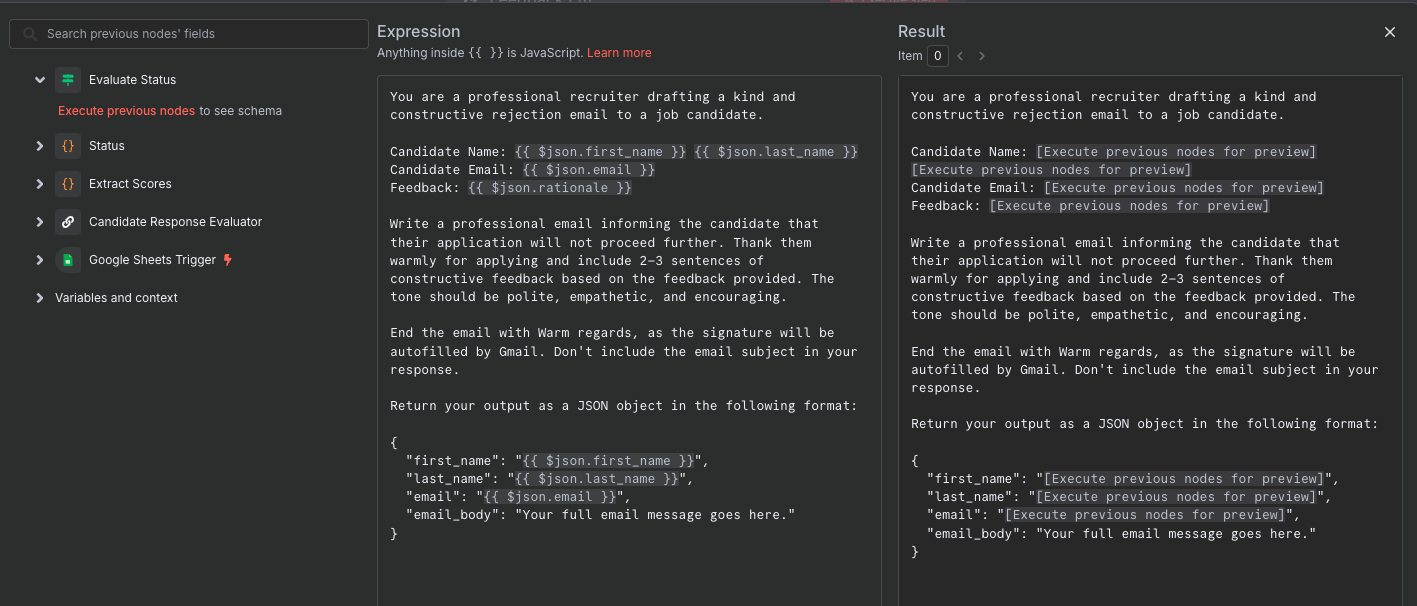 Search previous nodes' fields
Evaluate Status
Execute previous nodes to see schema
Status
Extract Scores
Candidate Response Evaluator
Google Sheets Trigger
Variables and context
Expression
Anything inside {{ }} is JavaScript. Learn more
You are a professional recruiter drafting a kind and
constructive rejection email to a job candidate.
Candidate Name: {{ $json.first_name }} {{ $json.last_name }}
Candidate Email: {{ $json.email }}
Feedback: {{ $json.rationale }}
Write a professional email informing the candidate that
their application will not proceed further. Thank them
warmly for applying and include 2-3 sentences of
constructive feedback based on the feedback provided. The
tone should be polite, empathetic, and encouraging.
End the email with Warm regards, as the signature will be
autofilled by Gmail. Don't include the email subject in your
response.
Return your output as a JSON object in the following format:
{
"first_name": "{{ $json.first_name }}",
"last_name": "{{ $json.last_name }}",
"email": "{{ $json.email }}",
"email_body": "Your full email message goes here."
}
Result
Item 0
You are a professional recruiter drafting a kind and
constructive rejection email to a job candidate.
Candidate Name: [Execute previous nodes for preview]
[Execute previous nodes for preview]
Candidate Email: [Execute previous nodes for preview]
Feedback: [Execute previous nodes for preview]
Write a professional email informing the candidate that
their application will not proceed further. Thank them
warmly for applying and include 2-3 sentences of
constructive feedback based on the feedback provided. The
tone should be polite, empathetic, and encouraging.
End the email with Warm regards, as the signature will be
autofilled by Gmail. Don't include the email subject in your
response.
Return your output as a JSON object in the following format:
{
"first_name": "[Execute previous nodes for preview]",
"last_name": "[Execute previous nodes for preview]",
"email": "[Execute previous nodes for preview]",
"email_body": "Your full email message goes here."
}